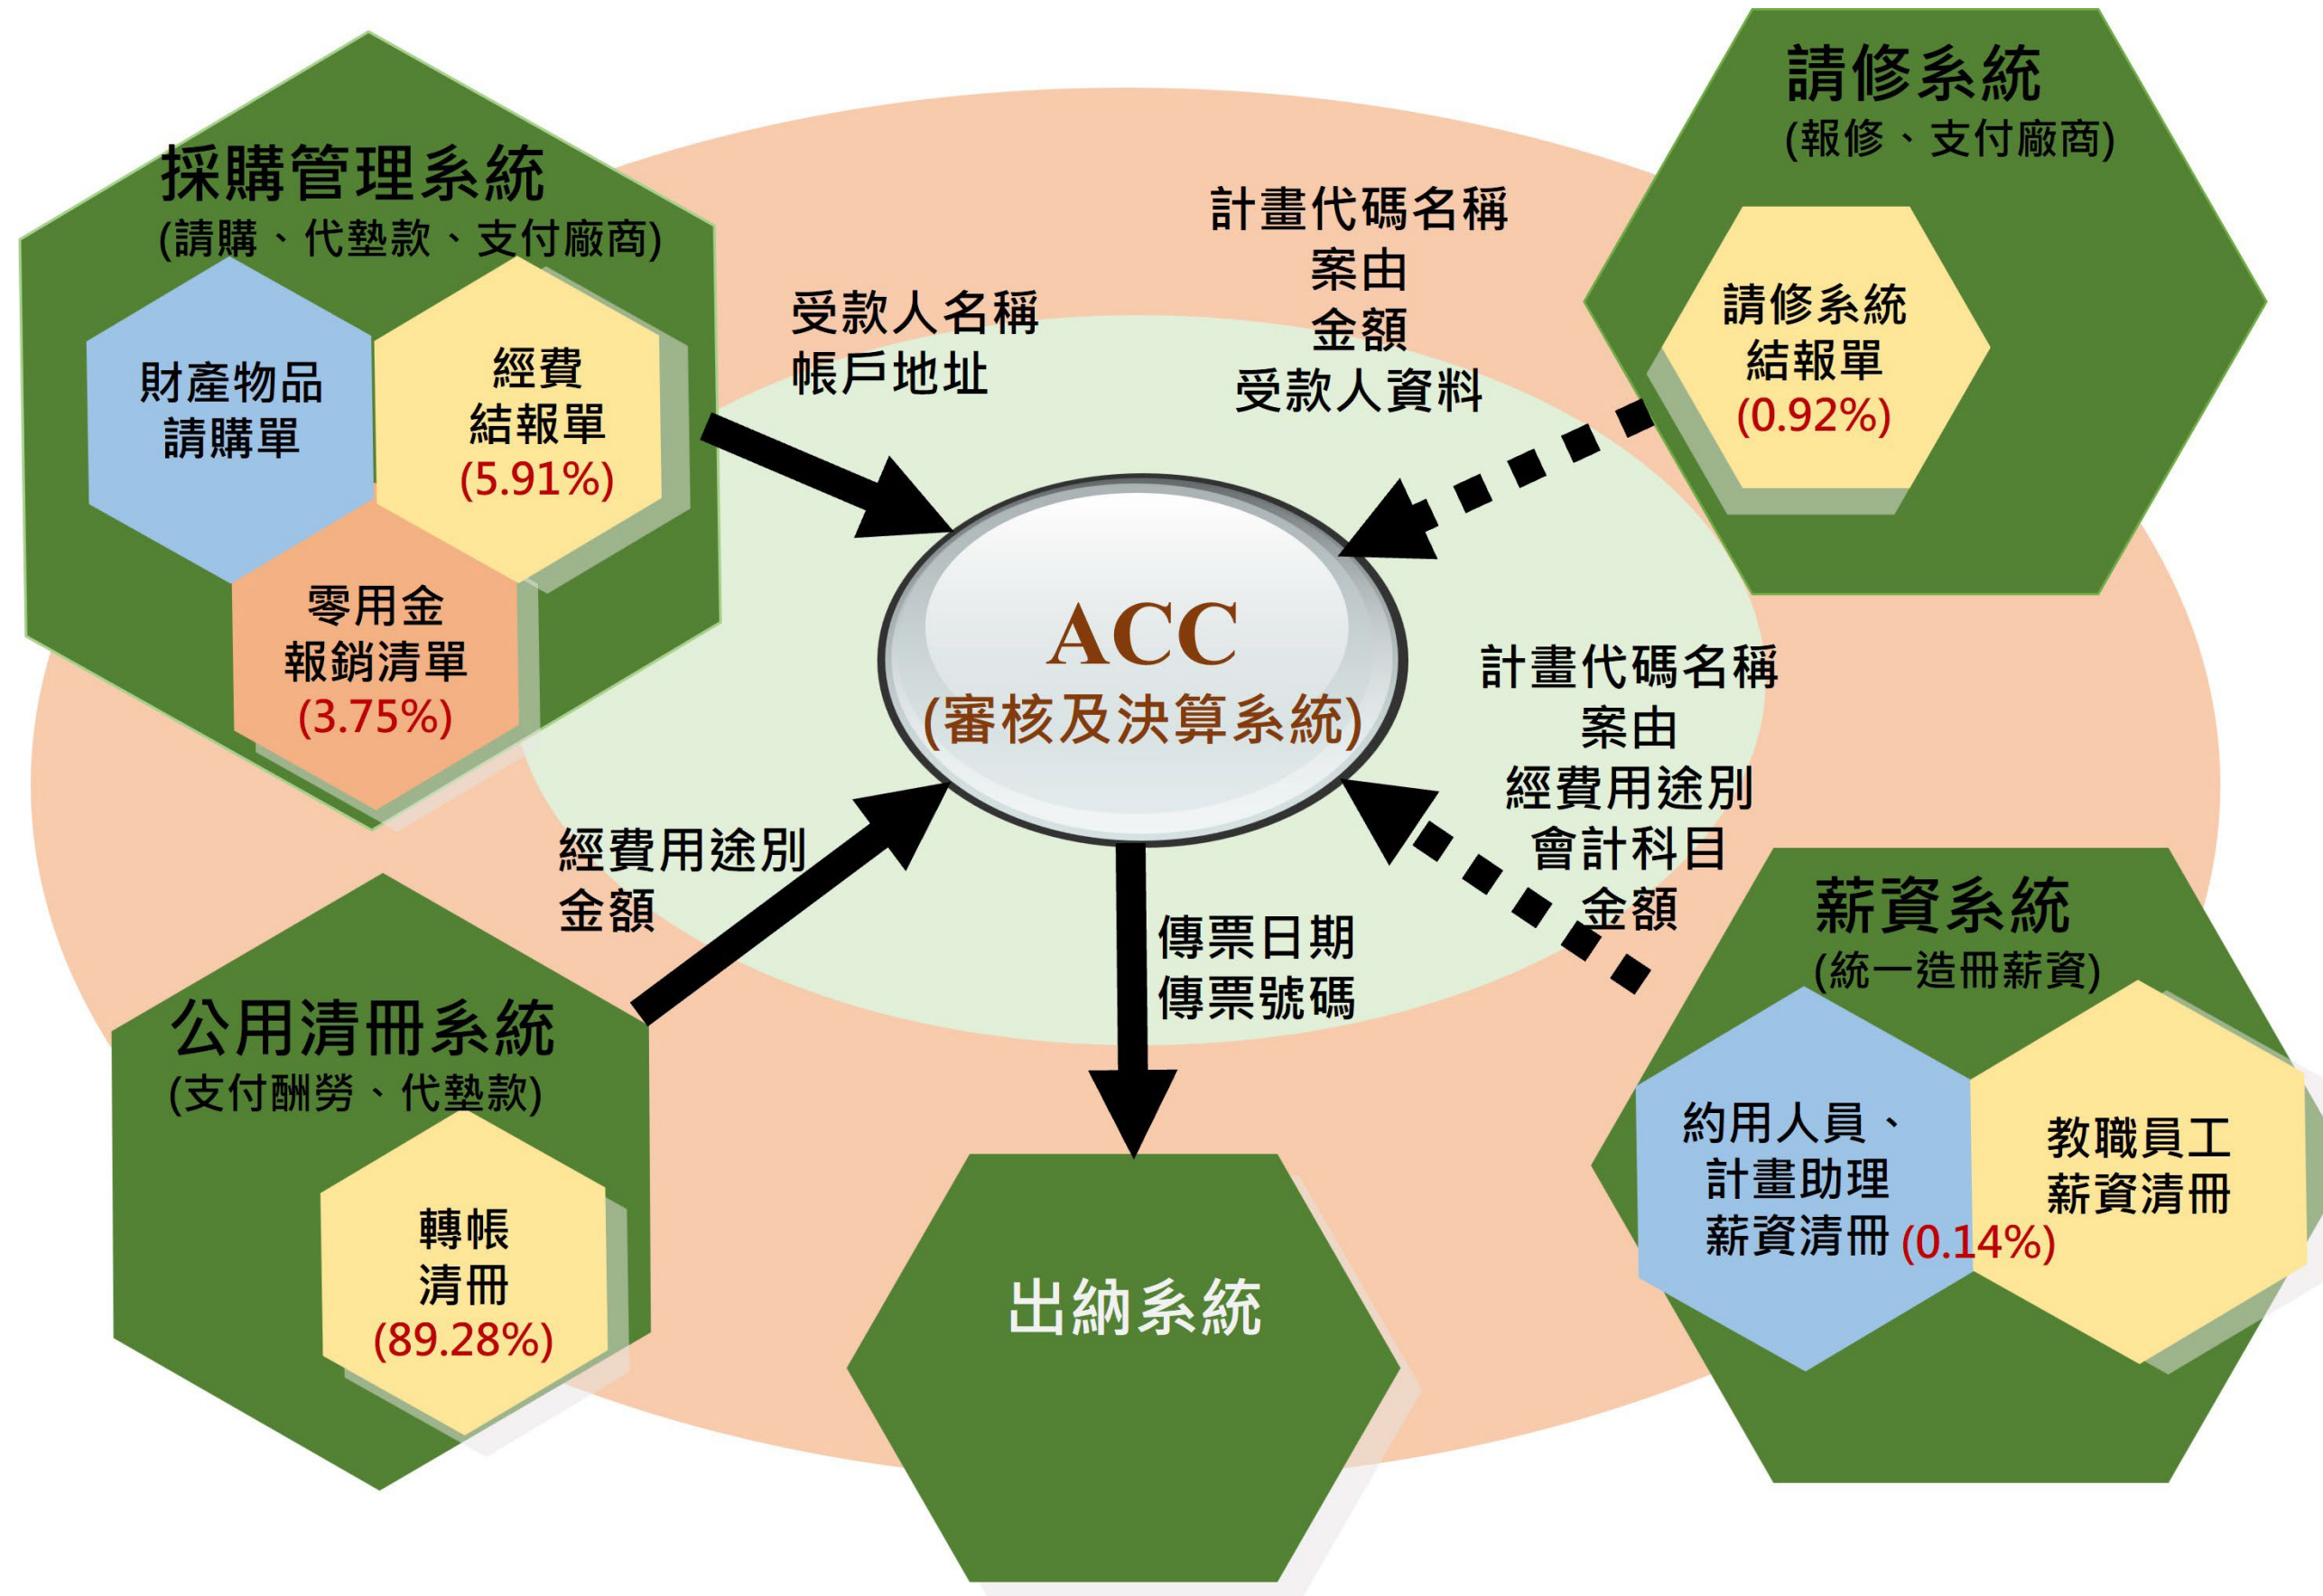 採購管理系統
(請購、代墊款、支付廠商)
財產物品
請購單
經費
結報單
(5.91%)
零用金
報銷清單
(3.75%)
受款人名稱
帳戶地址
計畫代碼名稱
案由
金額
受款人資料
請修系統
(報修、支付廠商)
請修系統
結報單
(0.92%)
ACC
(審核及決算系統)
計畫代碼名稱
案由
經費用途別
會計科目
金額
經費用途別
金額
傳票日期
傳票號碼
公用清冊系統
(支付酬勞、代墊款)
轉帳
清冊
(89.28%)
出納系統
薪資系統
(統一造冊薪資)
約用人員、
計畫助理
薪資清冊
(0.14%)
教職員工
薪資清冊